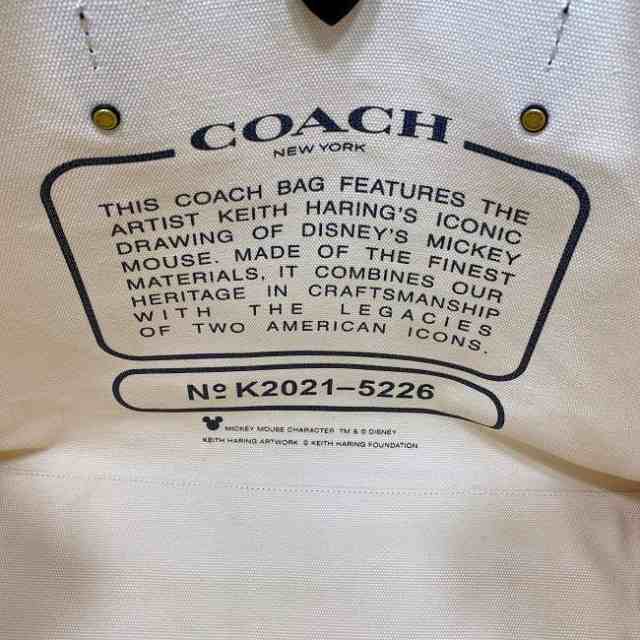 COACH
NEW YORK
THIS COACH BAG FEATURES THE
ARTIST KEITH HARING'S ICONIC
DRAWING OF DISNEY'S MICKEY
MOUSE. MADE OF THE FINEST
MATERIALS, IT COMBINES OUR
HERITAGE IN CRAFTSMANSHIP
WITH THE LEGACIES
OF TWO AMERICAN ICONS.
Nº K2021-5226
MICKEY MOUSE CHARACTER ™ & © DISNEY
KEITH HARING ARTWORK © KEITH HARING FOUNDATION